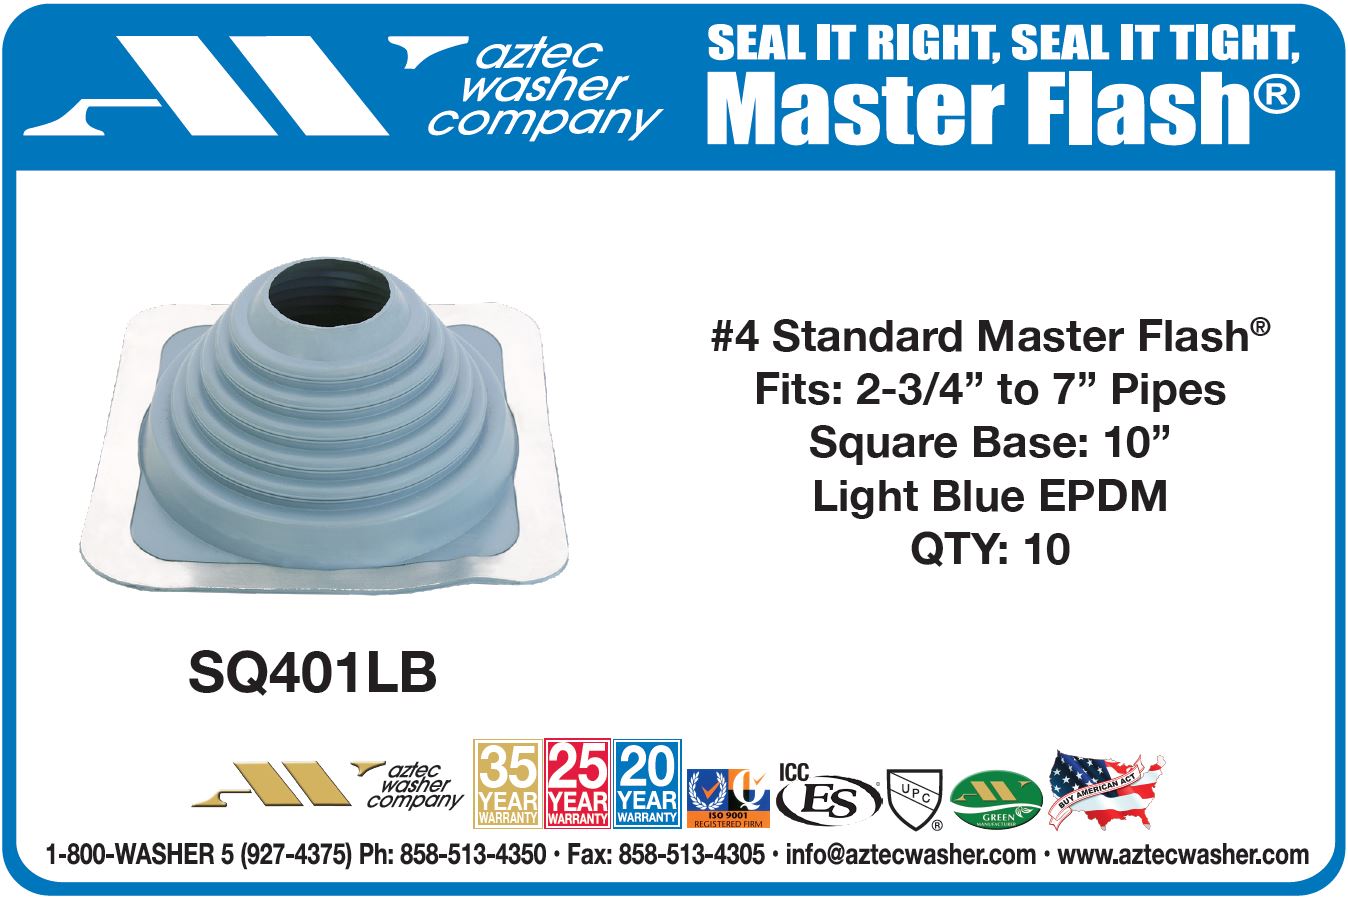 aztec
washer
company
SEAL IT RIGHT, SEAL IT TIGHT,
Master Flash®
#4 Standard Master Flash®
Fits: 2-3/4” to 7” Pipes
Square Base: 10”
Light Blue EPDM
QTY: 10
SQ401LB
aztec
washer
company
35
YEAR
WARRANTY
25
YEAR
WARRANTY
20
YEAR
WARRANTY
ISO 9001
REGISTERED FIRM
ICC
ES
UPC
®
GREEN
MANUFACTURER
BUY AMERICAN ACT
1-800-WASHER 5 (927-4375) Ph: 858-513-4350 • Fax: 858-513-4305 • info@aztecwasher.com • www.aztecwasher.com